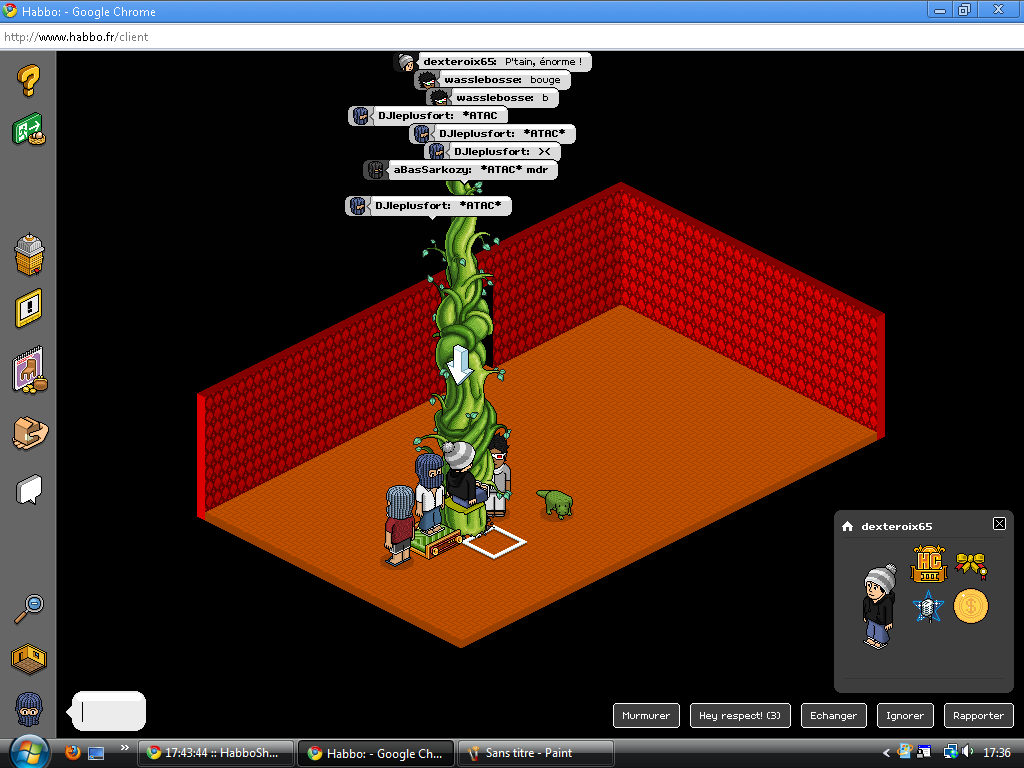 Habbo: - Google Chrome
http://www.habbo.fr/client
dexteroix65: P'tain, énorme !
wasslebosse: bouge
wasslebosse: b
DJleplusfort: *ATAC
DJleplusfort: *ATAC*
DJleplusfort: ><
aBasSarkozy: *ATAC* mdr
DJleplusfort: *ATAC*
dexteroix65
HC
Murmurer
Hey respect! (3)
Echanger
Ignorer
Rapporter
17:43:44 :: HabboSh...
Habbo: - Google Ch...
Sans titre - Paint
17:36